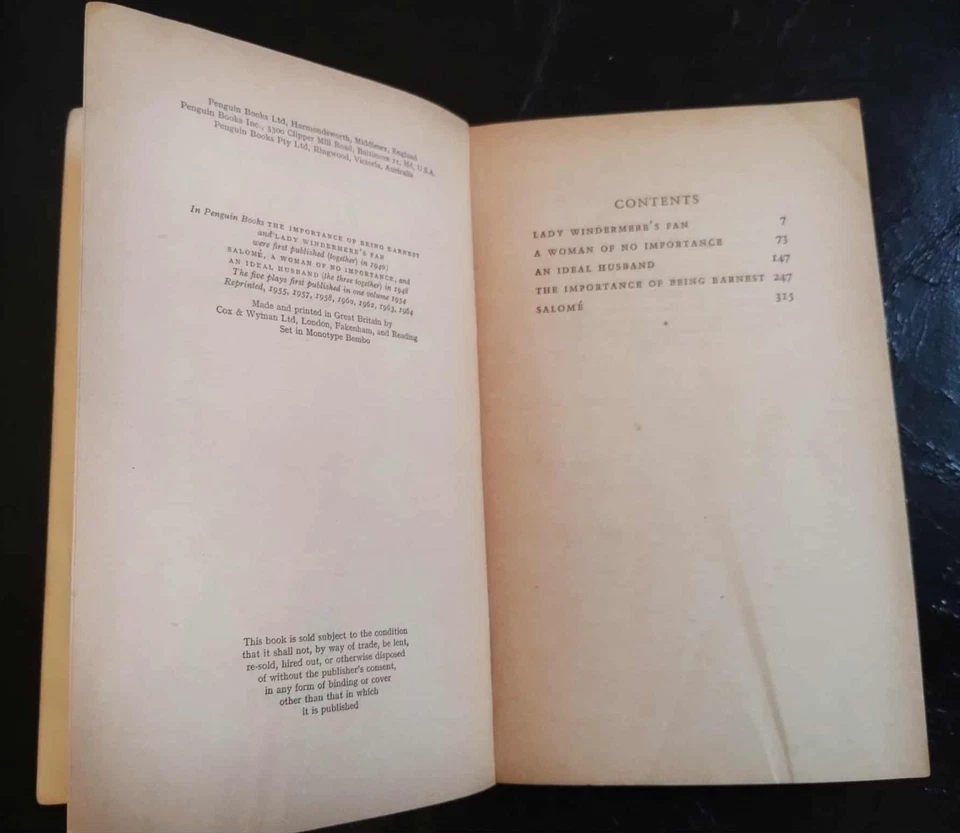 Penguin Books Ltd, Harmondsworth, Middlesex, England
Penguin Books Inc., 3300 Clipper Mill Road, Baltimore 11, Md, U.S.A.
Penguin Books Pty Ltd, Ringwood, Victoria, Australia
In Penguin Books THE IMPORTANCE OF BEING EARNEST
and LADY WINDERMERE'S FAN
were first published (together) in 1940;
SALOMÉ, A WOMAN OF NO IMPORTANCE, and
AN IDEAL HUSBAND (the three together) in 1948
The five plays first published in one volume 1954
Reprinted, 1955, 1957, 1958, 1960, 1962, 1963, 1964
Made and printed in Great Britain by
Cox & Wyman Ltd, London, Fakenham, and Reading
Set in Monotype Bembo
This book is sold subject to the condition
that it shall not, by way of trade, be lent,
re-sold, hired out, or otherwise disposed
of without the publisher's consent,
in any form of binding or cover
other than that in which
it is published
CONTENTS
LADY WINDERMERE'S FAN 7
A WOMAN OF NO IMPORTANCE 73
AN IDEAL HUSBAND 147
THE IMPORTANCE OF BEING EARNEST 247
SALOMÉ 315